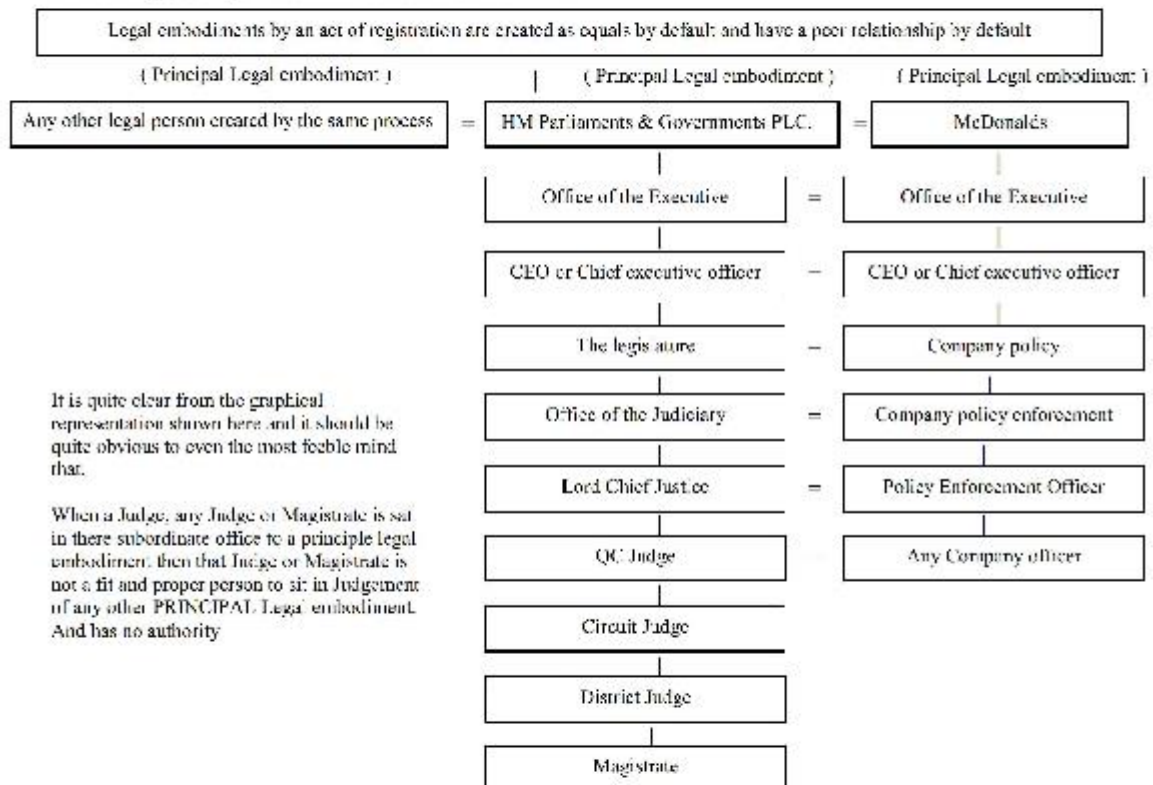 Legal embodiments by an act of registration are created as equals by default and have a peer relationship by default
( Principal Legal embodiment )
( Principal Legal embodiment )
( Principal Legal embodiment )
Any other legal person created by the same process
=
HM Parliaments & Governments PLC.
=
McDonalds
Office of the Executive
=
Office of the Executive
CEO or Chief executive officer
=
CEO or Chief executive officer
The legislature
=
Company policy
Office of the Judiciary
=
Company policy enforcement
Lord Chief Justice
=
Policy Enforcement Officer
QC Judge
Any Company officer
Circuit Judge
District Judge
Magistrate
It is quite clear from the graphical
representation shown here and it should be
quite obvious to even the most feeble mind
that.
When a Judge, any Judge or Magistrate is sat
in there subordinate office to a principle legal
embodiment then that Judge or Magistrate is
not a fit and proper person to sit in Judgement
of any other PRINCIPAL Legal embodiment.
And has no authority